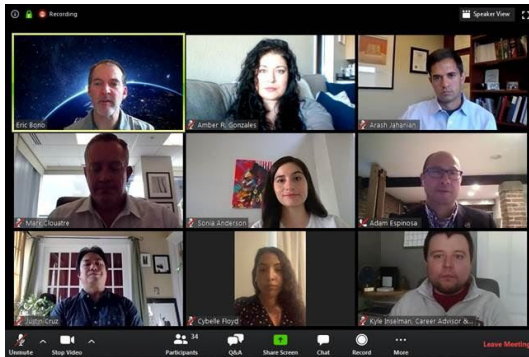 Recording
Speaker View
Eric Bono
Amber R. Gonzales
Arash Jahanian
Mark Clouatre
Sonia Anderson
Adam Espinosa
Justin Cruz
Cybelle Floyd
Kyle Inselman, Career Advisor &...
Unmute
Stop Video
Participants
34
Q&A
Share Screen
Chat
Record
More
Leave Meeting